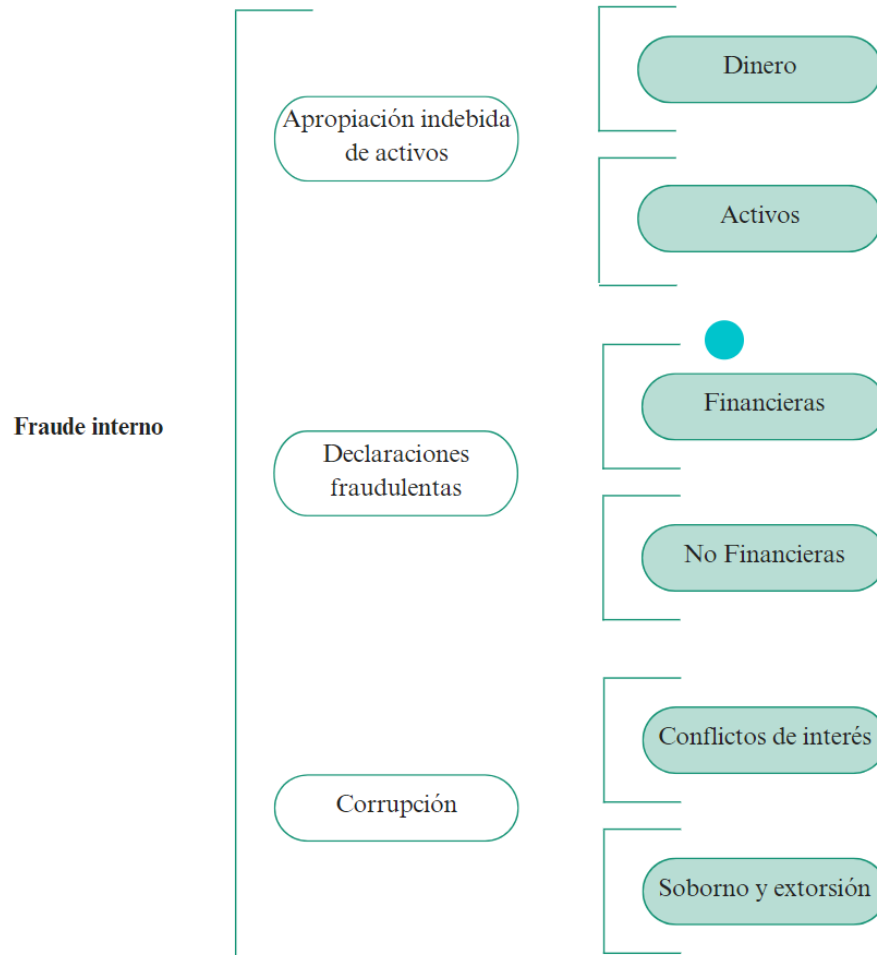 Fraude interno
Apropiación indebida
de activos
Dinero
Activos
Declaraciones
fraudulentas
Financieras
No Financieras
Corrupción
Conflictos de interés
Soborno y extorsión